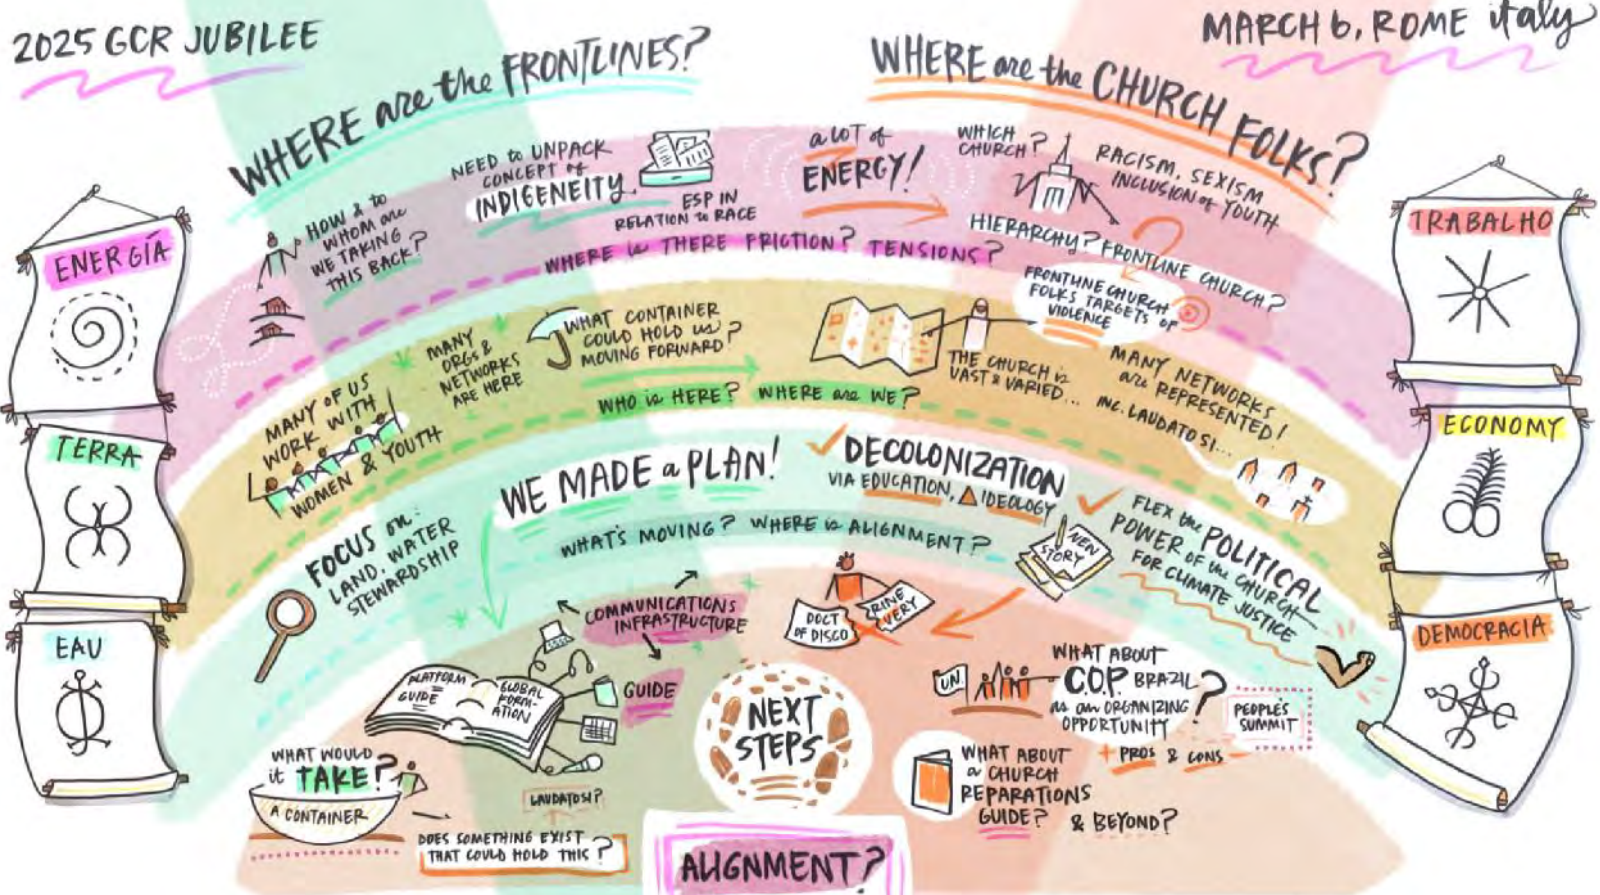 2025 GCR JUBILEE
MARCH 6, ROME italy
WHERE are the FRONTLINES?
WHERE are the CHURCH
FOLKS?
ENERGÍA
TERRA
EAU
TRABALHO
ECONOMY
DEMOCRACIA
HOW & to
WHOM are
WE TAKING
THIS BACK?
NEED to UNPACK
CONCEPT of
INDIGENEITY
ESP IN
RELATION to RACE
a LOT of
ENERGY!
WHICH
CHURCH?
RACISM, SEXISM
INCLUSION of YOUTH
HIERARCHY? FRONTLINE CHURCH?
WHERE is THERE FRICTION? TENSIONS?
FRONTLINE CHURCH
FOLKS TARGETS OF
VIOLENCE
MANY OF US
WORK WITH
WOMEN & YOUTH
MANY
ORGS &
NETWORKS
ARE HERE
WHAT CONTAINER
COULD HOLD US
MOVING FORWARD?
THE CHURCH is
VAST & VARIED...
MANY NETWORKS
are REPRESENTED!
INC. LAUDATO SI...
WHO is HERE? WHERE are WE?
FOCUS on:
LAND, WATER
STEWARDSHIP
WE MADE a PLAN!
DECOLONIZATION
VIA EDUCATION, △ IDEOLOGY
NEW
STORY
FLEX the POLITICAL
POWER of the CHURCH
FOR CLIMATE JUSTICE
WHAT'S MOVING? WHERE is ALIGNMENT?
COMMUNICATIONS
INFRASTRUCTURE
DOCT
OF DISCO
RINE
VERY
PLATFORM
GUIDE
GLOBAL
FORM-
ATION
GUIDE
NEXT
STEPS
UN
WHAT ABOUT
C.O.P. BRAZIL
as an ORGANIZING
OPPORTUNITY
?
PEOPLE'S
SUMMIT
+ PROS & CONS
WHAT WOULD
it TAKE?
A CONTAINER
LAUDATO SI?
DOES SOMETHING EXIST
THAT COULD HOLD THIS?
WHAT ABOUT
a CHURCH
REPARATIONS
GUIDE?
& BEYOND?
ALIGNMENT?